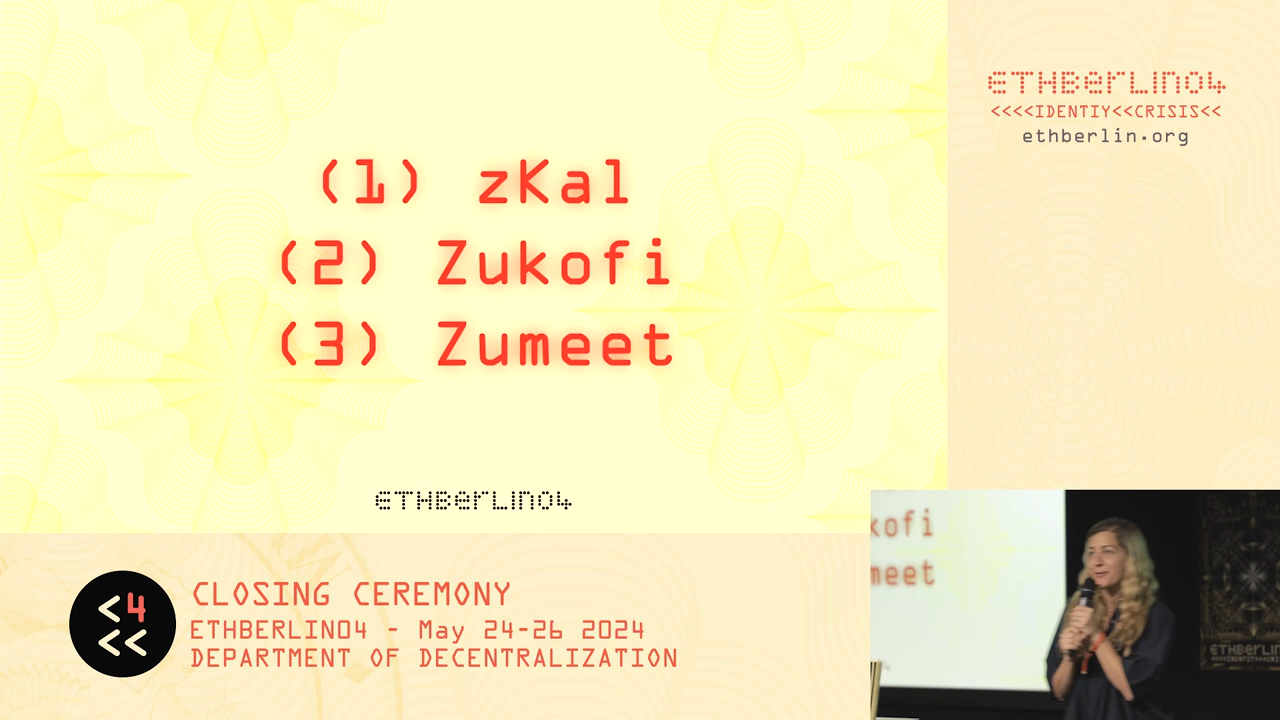 (1) zKal
(2) Zukofi
(3) Zumeet
ETHBerlin04
ETHBerlin04
<<<<IDENTIY<<CRISIS<<
ethberlin.org
<4
<<
CLOSING CEREMONY
ETHBERLIN04 - May 24-26 2024
DEPARTMENT OF DECENTRALIZATION
kofi
meet
ETHBerlin